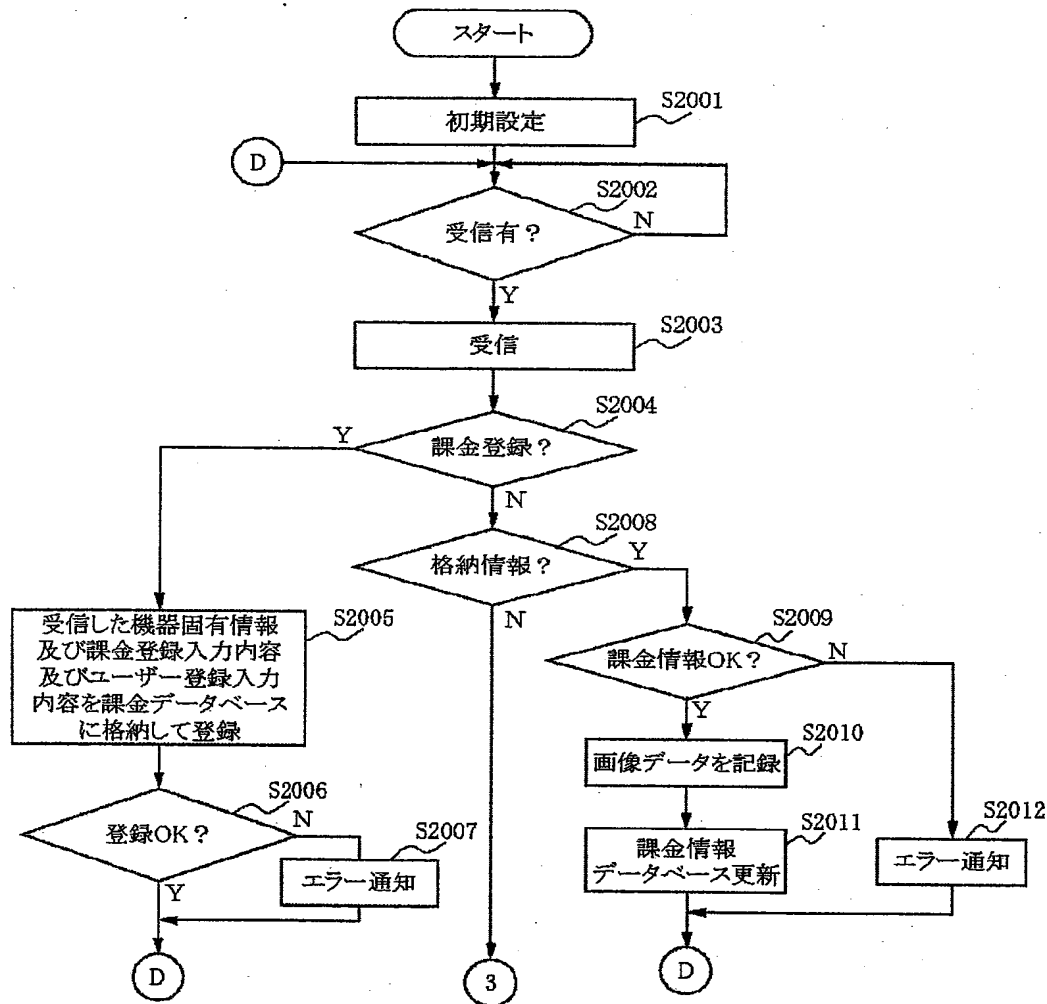 スタート
S2001
初期設定
D
S2002
受信有？
N
Y
S2003
受信
S2004
Y
課金登録？
N
S2008
格納情報？
Y
N
S2005
受信した機器固有情報
及び課金登録入力内容
及びユーザー登録入力
内容を課金データベース
に格納して登録
S2009
課金情報OK？
N
Y
S2010
画像データを記録
S2006
登録OK？
N
Y
S2007
エラー通知
S2011
課金情報
データベース更新
S2012
エラー通知
D
3
D